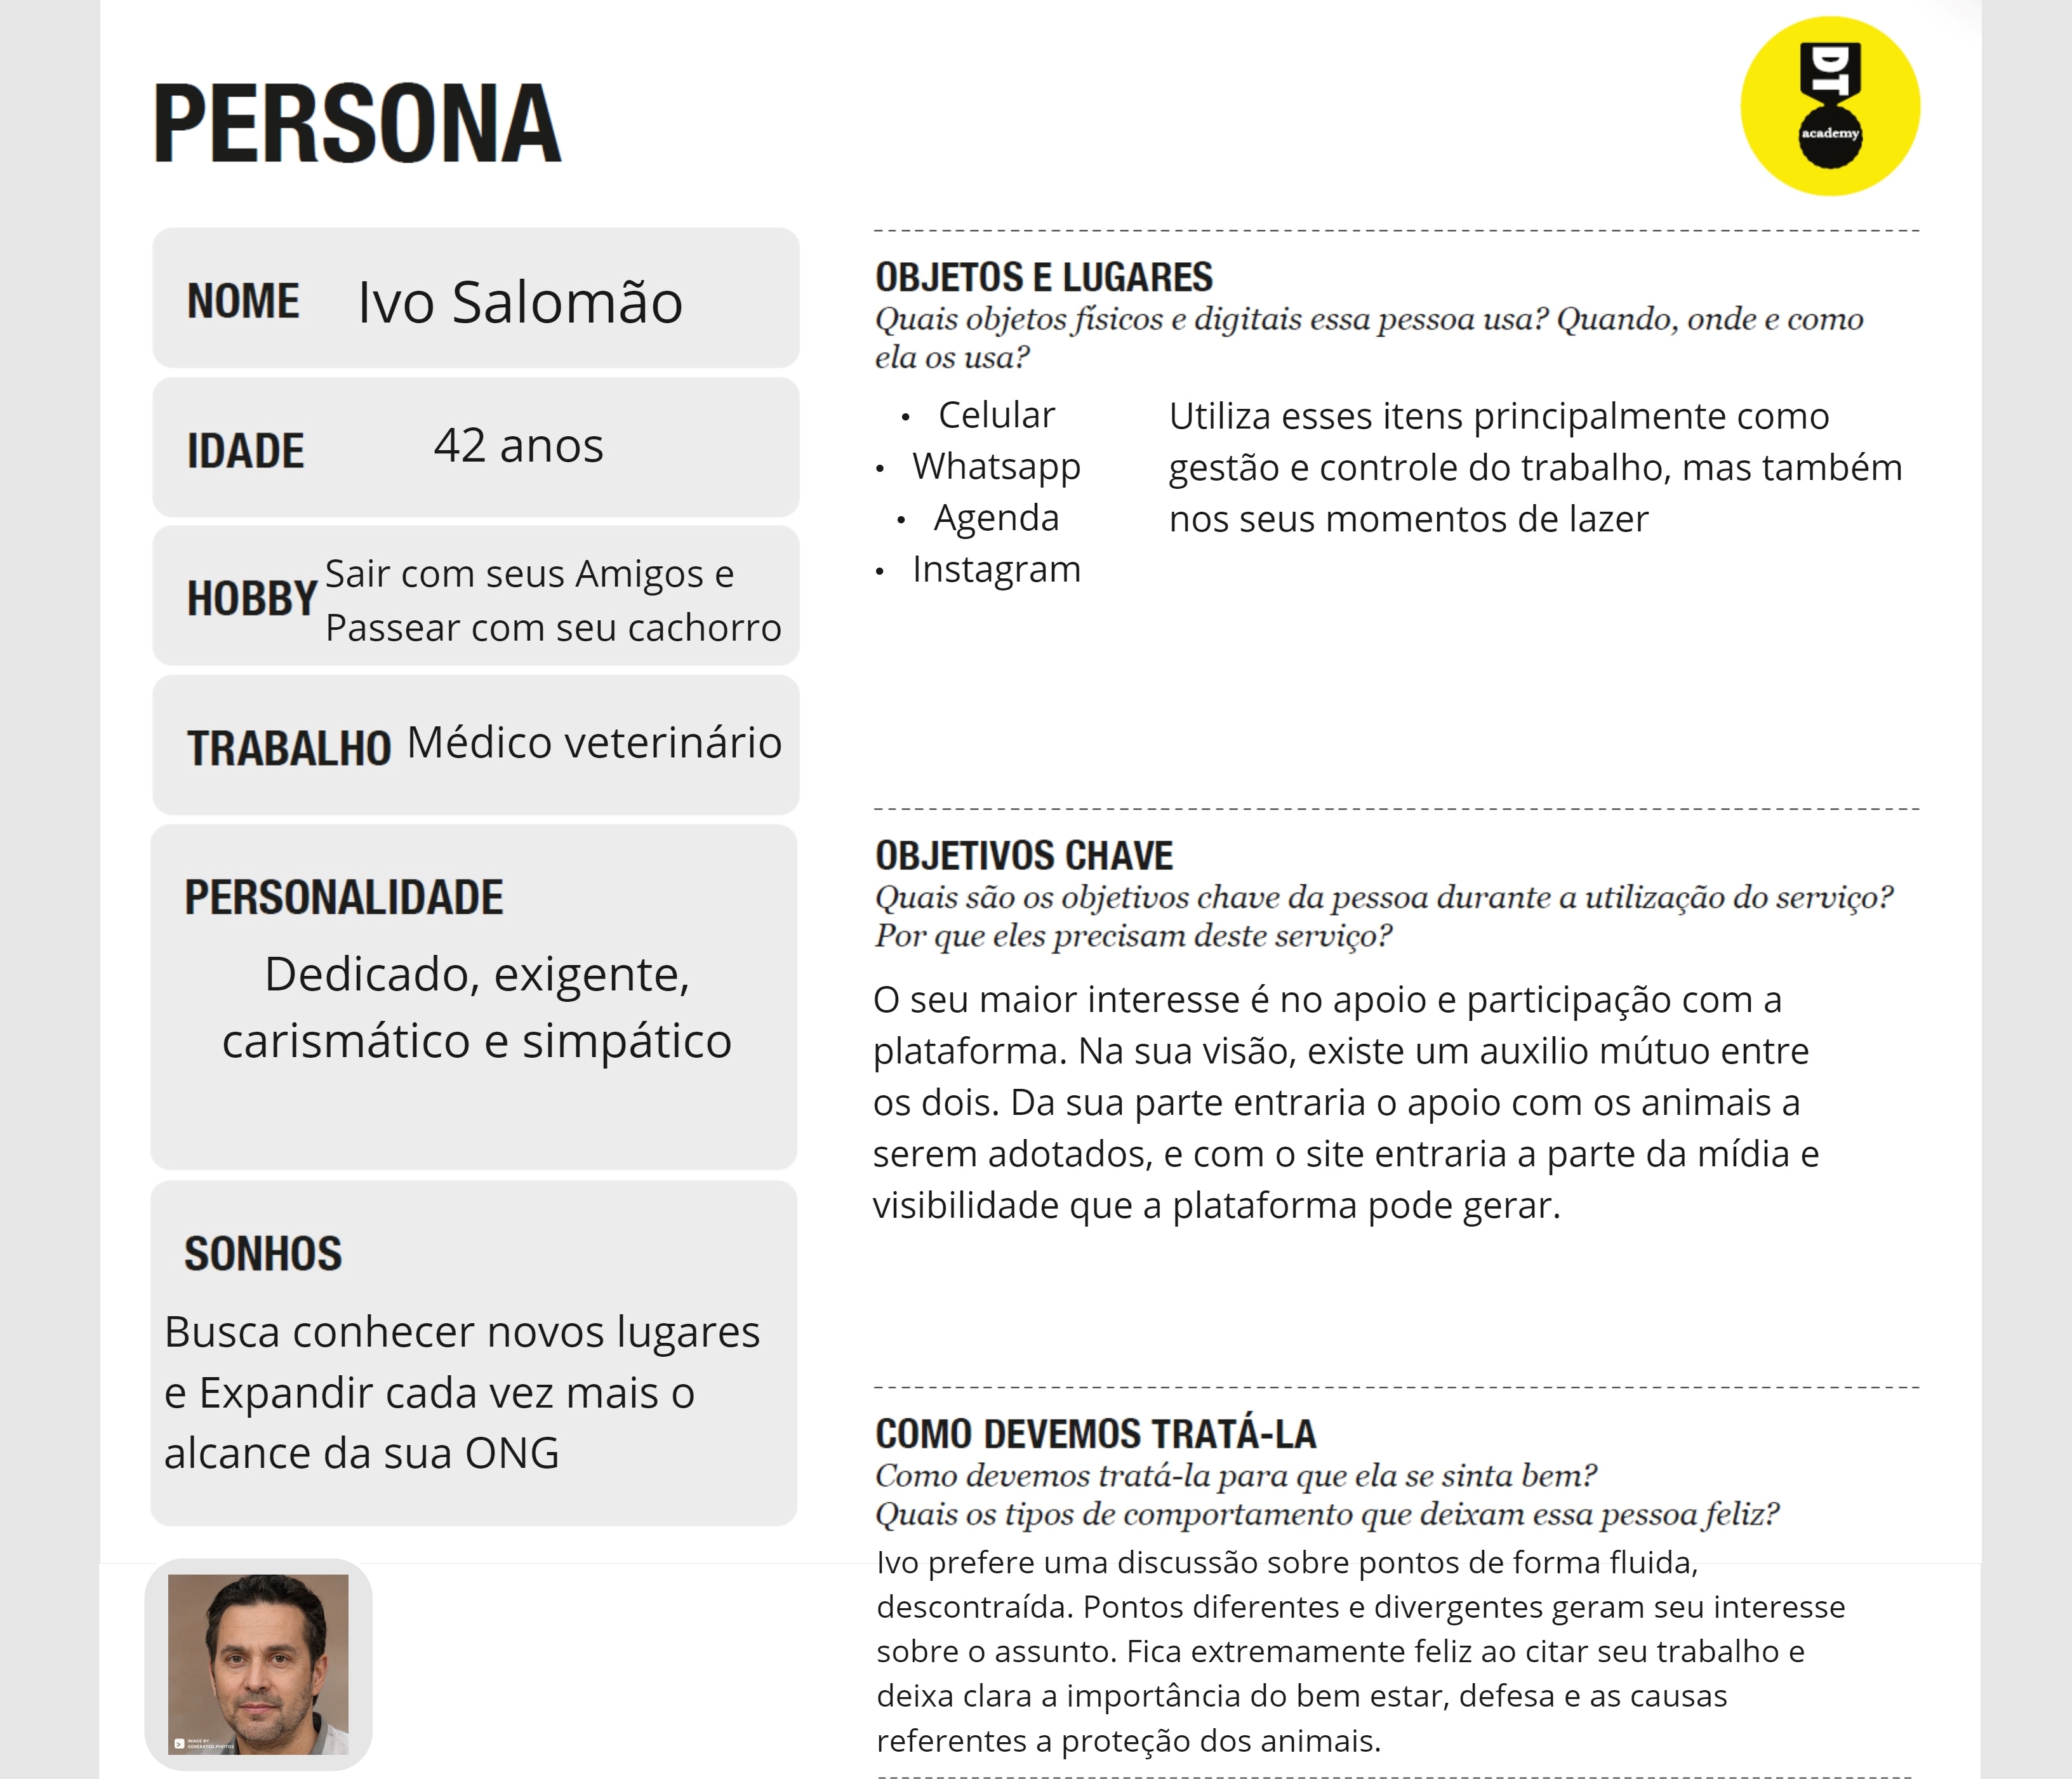 PERSONA
DT
academy
NOME
Ivo Salomão
IDADE
42 anos
HOBBY
Sair com seus Amigos e
Passear com seu cachorro
TRABALHO
Médico veterinário
PERSONALIDADE
Dedicado, exigente,
carismático e simpático
SONHOS
Busca conhecer novos lugares
e Expandir cada vez mais o
alcance da sua ONG
IMAGE BY
GENERATED PHOTOS
OBJETOS E LUGARES
Quais objetos físicos e digitais essa pessoa usa? Quando, onde e como
ela os usa?
• Celular
• Whatsapp
• Agenda
• Instagram
Utiliza esses itens principalmente como
gestão e controle do trabalho, mas também
nos seus momentos de lazer
OBJETIVOS CHAVE
Quais são os objetivos chave da pessoa durante a utilização do serviço?
Por que eles precisam deste serviço?
O seu maior interesse é no apoio e participação com a
plataforma. Na sua visão, existe um auxilio mútuo entre
os dois. Da sua parte entraria o apoio com os animais a
serem adotados, e com o site entraria a parte da mídia e
visibilidade que a plataforma pode gerar.
COMO DEVEMOS TRATÁ-LA
Como devemos tratá-la para que ela se sinta bem?
Quais os tipos de comportamento que deixam essa pessoa feliz?
Ivo prefere uma discussão sobre pontos de forma fluida,
descontraída. Pontos diferentes e divergentes geram seu interesse
sobre o assunto. Fica extremamente feliz ao citar seu trabalho e
deixa clara a importância do bem estar, defesa e as causas
referentes a proteção dos animais.